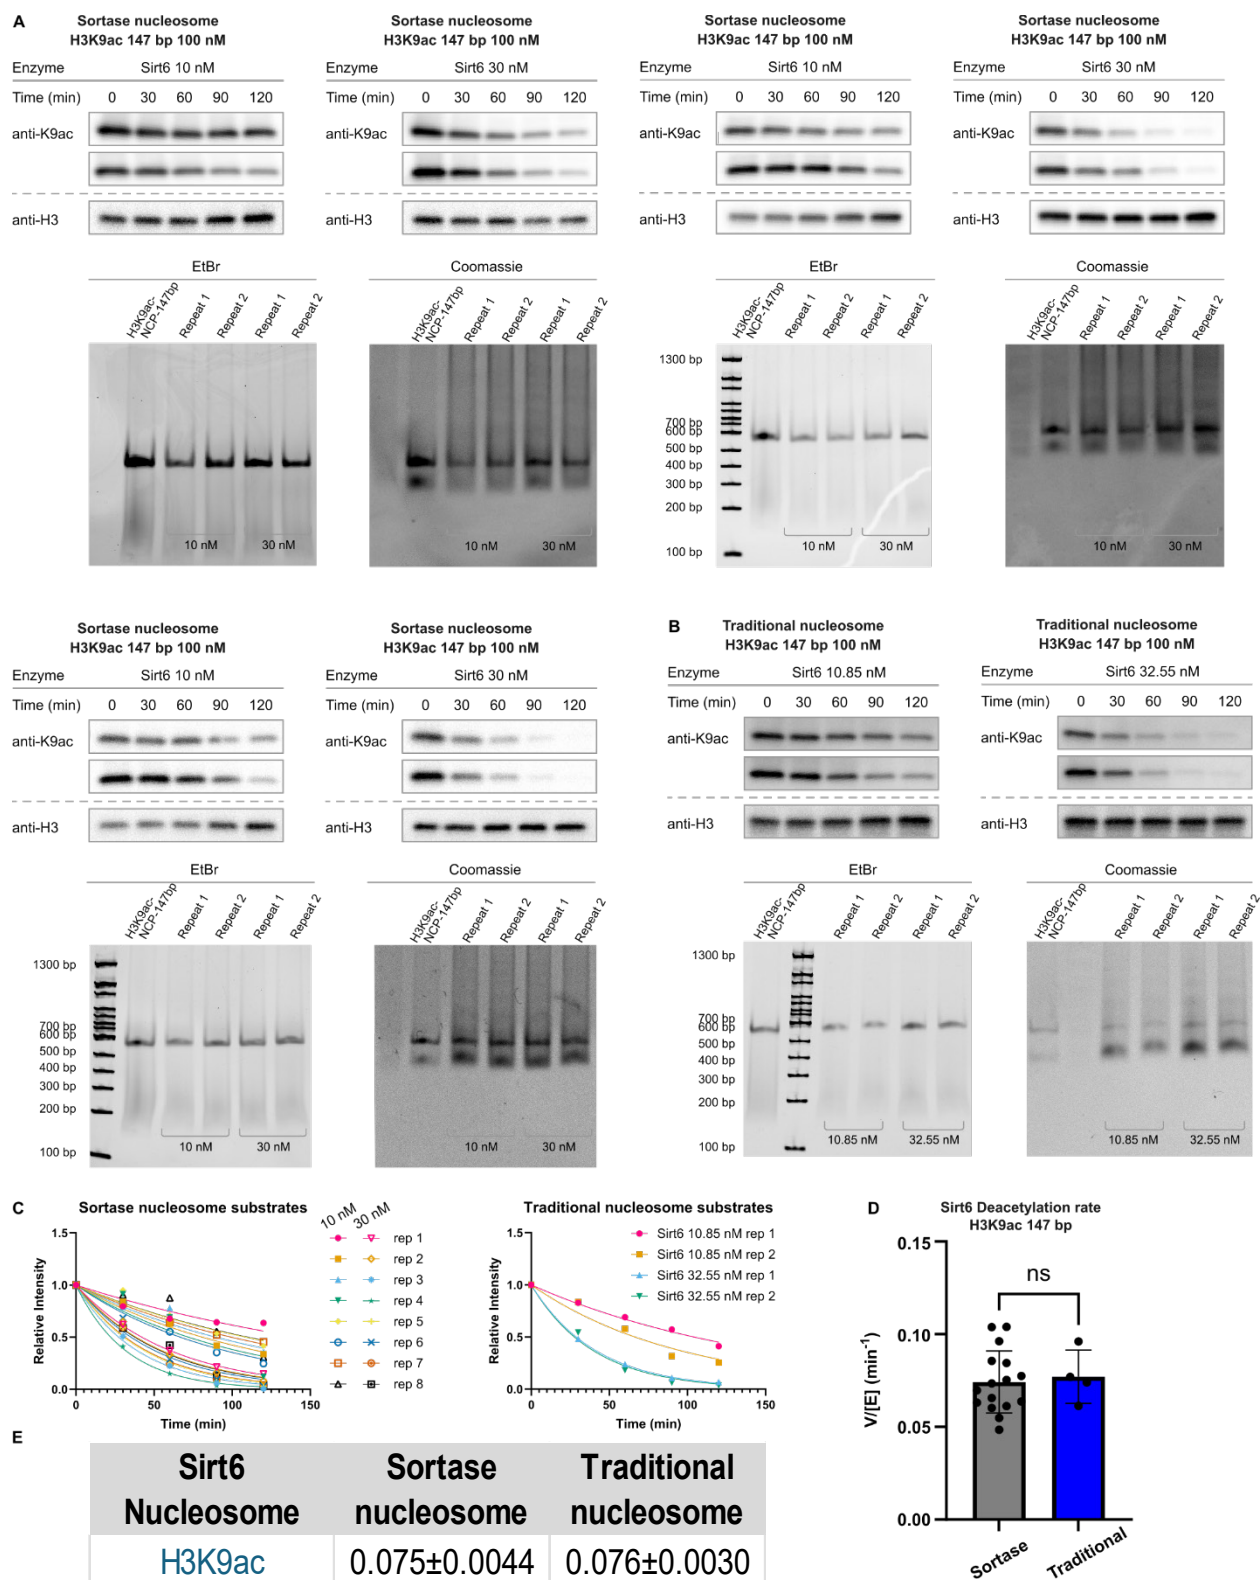 A
Sortase nucleosome
H3K9ac 147 bp 100 nM
Enzyme Sirt6 10 nM
Time (min) 0 30 60 90 120
anti-K9ac
anti-H3
Sortase nucleosome
H3K9ac 147 bp 100 nM
Enzyme Sirt6 30 nM
Time (min) 0 30 60 90 120
anti-K9ac
anti-H3
EtBr
H3K9ac-
NCP-147bp
Repeat 1
Repeat 2
Repeat 1
Repeat 2
10 nM 30 nM
Coomassie
H3K9ac-
NCP-147bp
Repeat 1
Repeat 2
Repeat 1
Repeat 2
10 nM 30 nM
Sortase nucleosome
H3K9ac 147 bp 100 nM
Enzyme Sirt6 10 nM
Time (min) 0 30 60 90 120
anti-K9ac
anti-H3
Sortase nucleosome
H3K9ac 147 bp 100 nM
Enzyme Sirt6 30 nM
Time (min) 0 30 60 90 120
anti-K9ac
anti-H3
EtBr
H3K9ac-
NCP-147bp
Repeat 1
Repeat 2
Repeat 1
Repeat 2
1300 bp
700 bp
600 bp
500 bp
400 bp
300 bp
200 bp
100 bp
10 nM 30 nM
Coomassie
H3K9ac-
NCP-147bp
Repeat 1
Repeat 2
Repeat 1
Repeat 2
10 nM 30 nM
Sortase nucleosome
H3K9ac 147 bp 100 nM
Enzyme Sirt6 10 nM
Time (min) 0 30 60 90 120
anti-K9ac
anti-H3
Sortase nucleosome
H3K9ac 147 bp 100 nM
Enzyme Sirt6 30 nM
Time (min) 0 30 60 90 120
anti-K9ac
anti-H3
EtBr
H3K9ac-
NCP-147bp
Repeat 1
Repeat 2
Repeat 1
Repeat 2
1300 bp
700 bp
600 bp
500 bp
400 bp
300 bp
200 bp
100 bp
10 nM 30 nM
Coomassie
H3K9ac-
NCP-147bp
Repeat 1
Repeat 2
Repeat 1
Repeat 2
10 nM 30 nM
B
Traditional nucleosome
H3K9ac 147 bp 100 nM
Enzyme Sirt6 10.85 nM
Time (min) 0 30 60 90 120
anti-K9ac
anti-H3
Traditional nucleosome
H3K9ac 147 bp 100 nM
Enzyme Sirt6 32.55 nM
Time (min) 0 30 60 90 120
anti-K9ac
anti-H3
EtBr
H3K9ac-
NCP-147bp
Repeat 1
Repeat 2
Repeat 1
Repeat 2
1300 bp
700 bp
600 bp
500 bp
400 bp
300 bp
200 bp
100 bp
10.85 nM 32.55 nM
Coomassie
H3K9ac-
NCP-147bp
Repeat 1
Repeat 2
Repeat 1
Repeat 2
10.85 nM 32.55 nM
C
Sortase nucleosome substrates
Relative Intensity
1.5
1.0
0.5
0.0
0 50 100 150
Time (min)
10 nM 30 nM
rep 1
rep 2
rep 3
rep 4
rep 5
rep 6
rep 7
rep 8
Traditional nucleosome substrates
Relative Intensity
1.5
1.0
0.5
0.0
0 50 100 150
Time (min)
Sirt6 10.85 nM rep 1
Sirt6 10.85 nM rep 2
Sirt6 32.55 nM rep 1
Sirt6 32.55 nM rep 2
D
Sirt6 Deacetylation rate
H3K9ac 147 bp
V/[E] (min⁻¹)
0.15
0.10
0.05
0.00
ns
Sortase
Traditional
E
Sirt6 Nucleosome
Sortase nucleosome
Traditional nucleosome
H3K9ac 0.075±0.0044 0.076±0.0030